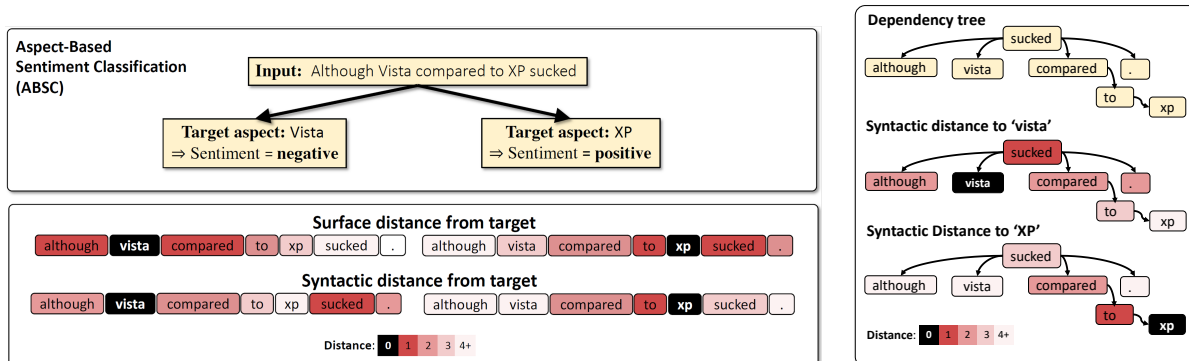 Aspect-Based
Sentiment Classification
(ABSC)
Input: Although Vista compared to XP sucked
Target aspect: Vista
⇒ Sentiment = negative
Target aspect: XP
⇒ Sentiment = positive
Surface distance from target
although vista compared to xp sucked . although vista compared to xp sucked .
Syntactic distance from target
although vista compared to xp sucked . although vista compared to xp sucked .
Distance: 0 1 2 3 4+
Dependency tree
sucked
although vista compared .
to
xp
Syntactic distance to ‘vista’
sucked
although vista compared .
to
xp
Syntactic Distance to ‘XP’
sucked
although vista compared .
to
xp
Distance: 0 1 2 3 4+